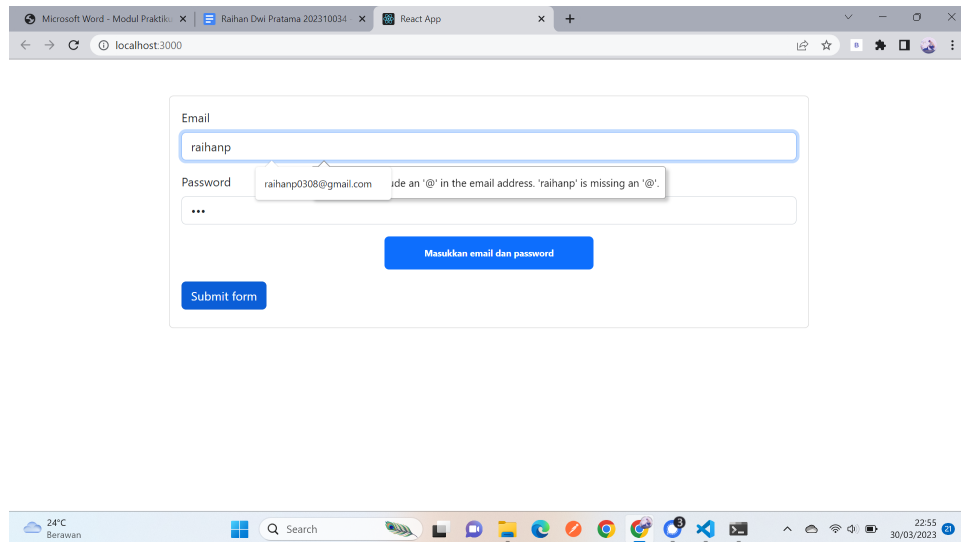 Microsoft Word - Modul Praktiku
Raihan Dwi Pratama 202310034 -
React App
localhost:3000
Email
raihanp
Password
raihanp0308@gmail.com
an '@' in the email address. 'raihanp' is missing an '@'.
•••
Masukkan email dan password
Submit form
24°C
Berawan
Search
3
22:55
30/03/2023
21